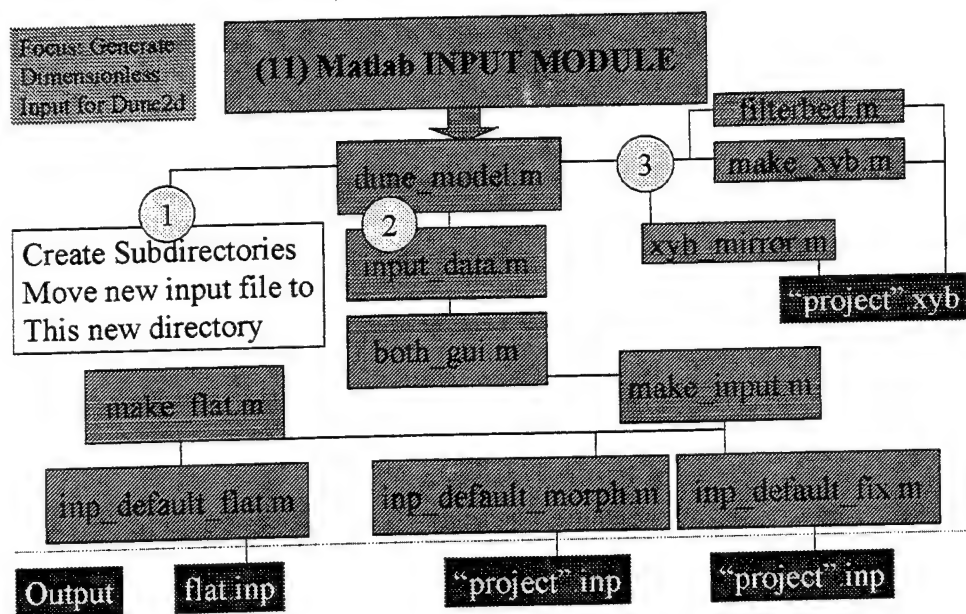 Focus: Generate
Dimensionless
Input for Dune2d
(11) Matlab INPUT MODULE
filterbed.m
dune_model.m
3
make_xyb.m
1
2
Create Subdirectories
Move new input file to
This new directory
input_data.m
xyb_mirror.m
"project" xyb
both_gui.m
make_flat.m
make_input.m
inp_default_flat.m
inp_default_morph.m
inp_default_fix.m
Output
flat.inp
"project" inp
"project" inp